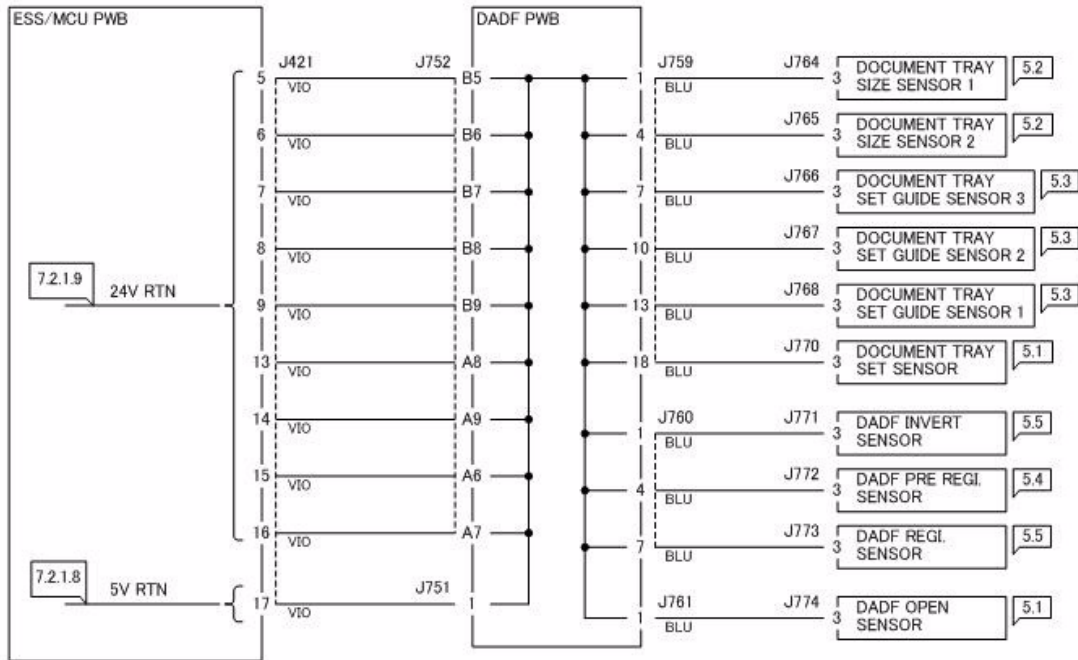 ESS/MCU PWB
DADF PWB
5 J421 VIO J752 B5 1 J759 BLU J764 3 DOCUMENT TRAY SIZE SENSOR 1 5.2
6 VIO B6 4 BLU J765 3 DOCUMENT TRAY SIZE SENSOR 2 5.2
7 VIO B7 7 BLU J766 3 DOCUMENT TRAY SET GUIDE SENSOR 3 5.3
8 VIO B8 10 BLU J767 3 DOCUMENT TRAY SET GUIDE SENSOR 2 5.3
7.2.1.9 24V RTN 9 VIO B9 13 BLU J768 3 DOCUMENT TRAY SET GUIDE SENSOR 1 5.3
13 VIO A8 18 BLU J770 3 DOCUMENT TRAY SET SENSOR 5.1
14 VIO A9 1 J760 BLU J771 3 DADF INVERT SENSOR 5.5
15 VIO A6 4 BLU J772 3 DADF PRE REGI. SENSOR 5.4
16 VIO A7 7 BLU J773 3 DADF REGI. SENSOR 5.5
7.2.1.8 5V RTN 17 VIO J751 1 1 J761 BLU J774 3 DADF OPEN SENSOR 5.1